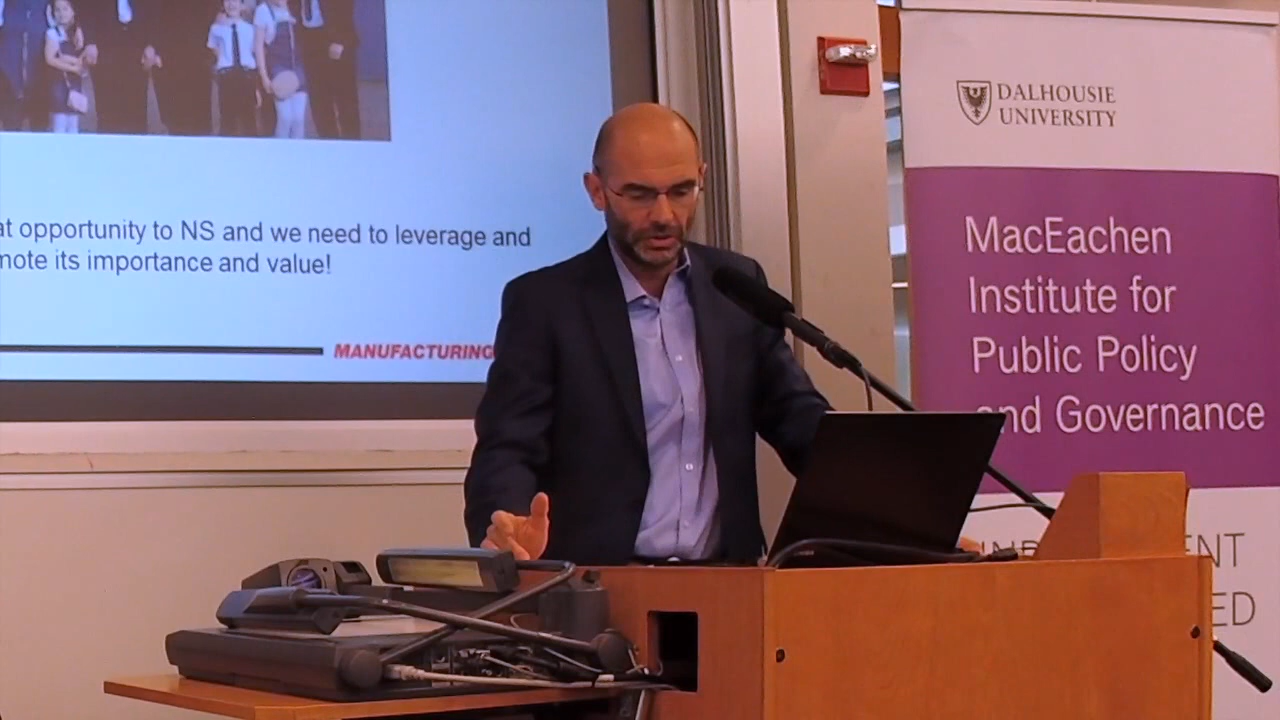 at opportunity to NS and we need to leverage and
mote its importance and value!
MANUFACTURING
DALHOUSIE
UNIVERSITY
MacEachen
Institute for
Public Policy
and Governance
NT
ED